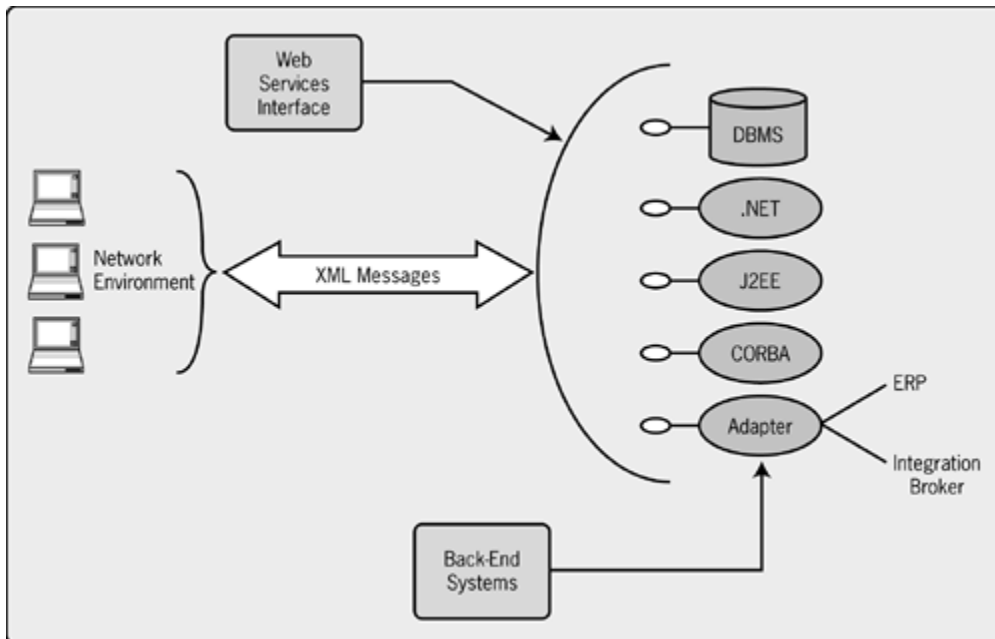 Web
Services
Interface
DBMS
.NET
Network
Environment
XML Messages
J2EE
CORBA
ERP
Adapter
Integration
Broker
Back-End
Systems